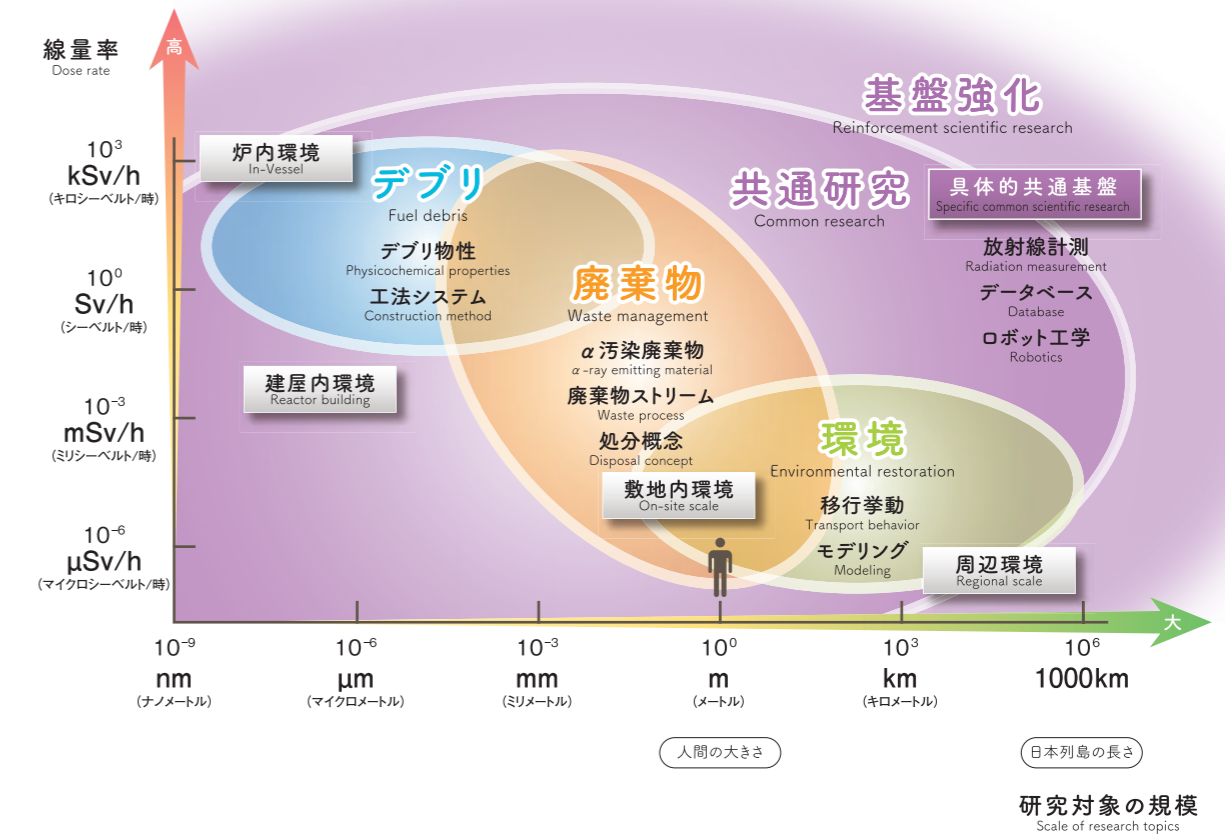 線量率
Dose rate
高
10³
kSv/h
(キロシーベルト/時)
10⁰
Sv/h
(シーベルト/時)
10⁻³
mSv/h
(ミリシーベルト/時)
10⁻⁶
μSv/h
(マイクロシーベルト/時)
炉内環境
In-Vessel
デブリ
Fuel debris
デブリ物性
Physicochemical properties
工法システム
Construction method
建屋内環境
Reactor building
廃棄物
Waste management
α汚染廃棄物
α-ray emitting material
廃棄物ストリーム
Waste process
処分概念
Disposal concept
敷地内環境
On-site scale
基盤強化
Reinforcement scientific research
共通研究
Common research
具体的共通基盤
Specific common scientific research
放射線計測
Radiation measurement
データベース
Database
ロボット工学
Robotics
環境
Environmental restoration
移行挙動
Transport behavior
モデリング
Modeling
周辺環境
Regional scale
大
10⁻⁹
nm
(ナノメートル)
10⁻⁶
μm
(マイクロメートル)
10⁻³
mm
(ミリメートル)
10⁰
m
(メートル)
10³
km
(キロメートル)
10⁶
1000km
人間の大きさ
日本列島の長さ
研究対象の規模
Scale of research topics